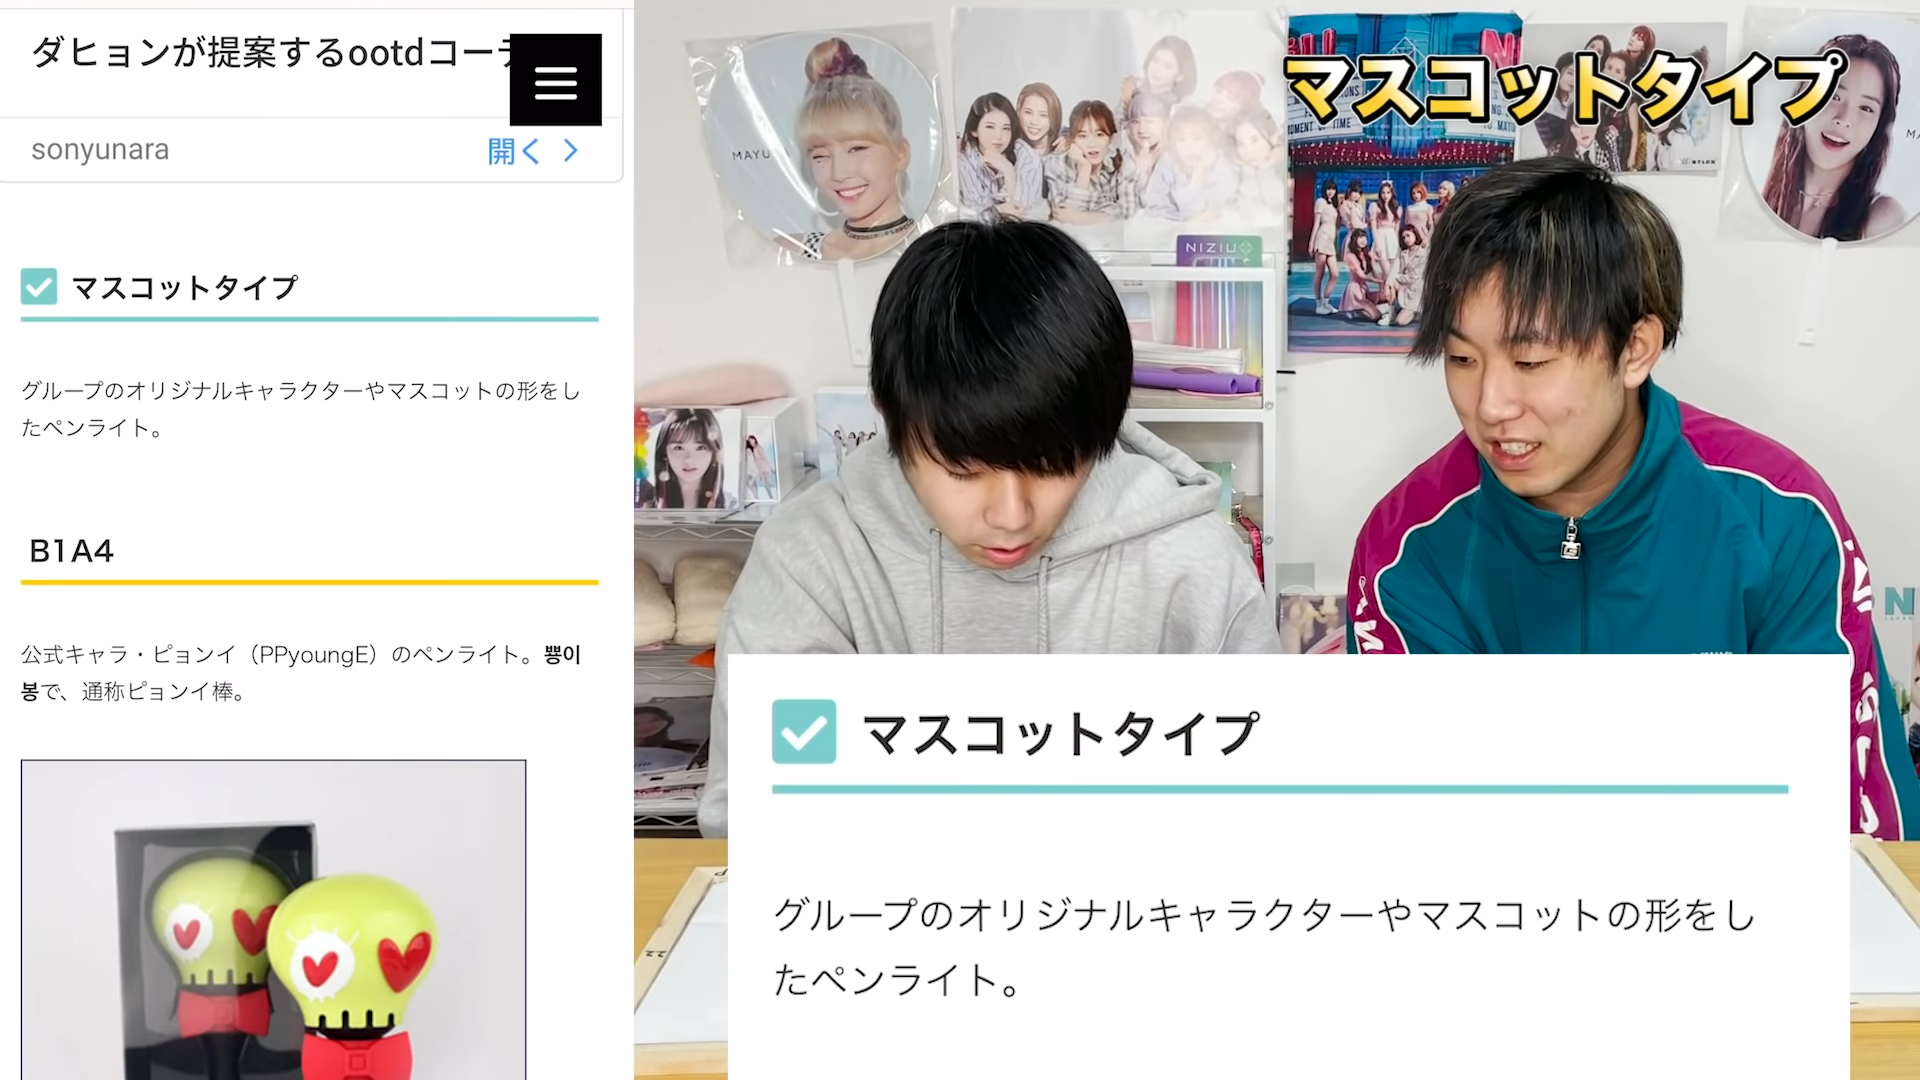 ダヒョンが提案するootdコーデ
sonyunara
開く
マスコットタイプ
グループのオリジナルキャラクターやマスコットの形をし
たペンライト。
B1A4
公式キャラ・ピョンイ（PPyoungE）のペンライト。뿅이
봉で、通称ピョンイ棒。
マスコットタイプ
MAYU
NIZIU
NYLON
マスコットタイプ
グループのオリジナルキャラクターやマスコットの形をし
たペンライト。